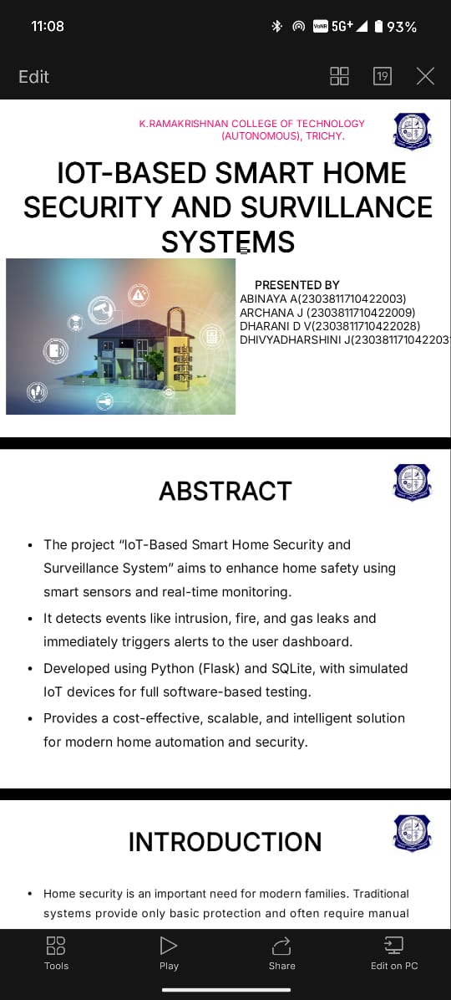 11:08
VoNR 5G+ 93%
Edit
19
K.RAMAKRISHNAN COLLEGE OF TECHNOLOGY
(AUTONOMOUS), TRICHY.
IOT-BASED SMART HOME
SECURITY AND SURVILLANCE
SYSTEMS
PRESENTED BY
ABINAYA A(2303811710422003)
ARCHANA J (2303811710422009)
DHARANI D V(2303811710422028)
DHIVYADHARSHINI J(230381171042203
ABSTRACT
• The project “IoT-Based Smart Home Security and
Surveillance System” aims to enhance home safety using
smart sensors and real-time monitoring.
• It detects events like intrusion, fire, and gas leaks and
immediately triggers alerts to the user dashboard.
• Developed using Python (Flask) and SQLite, with simulated
IoT devices for full software-based testing.
• Provides a cost-effective, scalable, and intelligent solution
for modern home automation and security.
INTRODUCTION
• Home security is an important need for modern families. Traditional
systems provide only basic protection and often require manual
Tools
Play
Share
Edit on PC